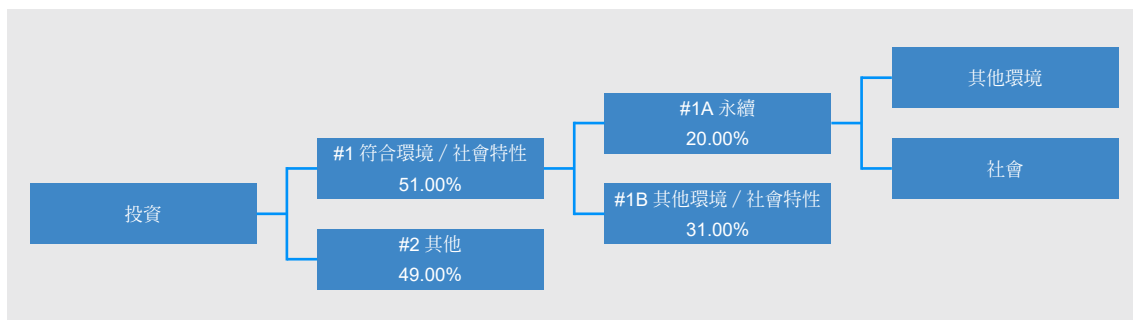 投資
#1 符合環境 / 社會特性
51.00%
#2 其他
49.00%
#1A 永續
20.00%
#1B 其他環境 / 社會特性
31.00%
其他環境
社會